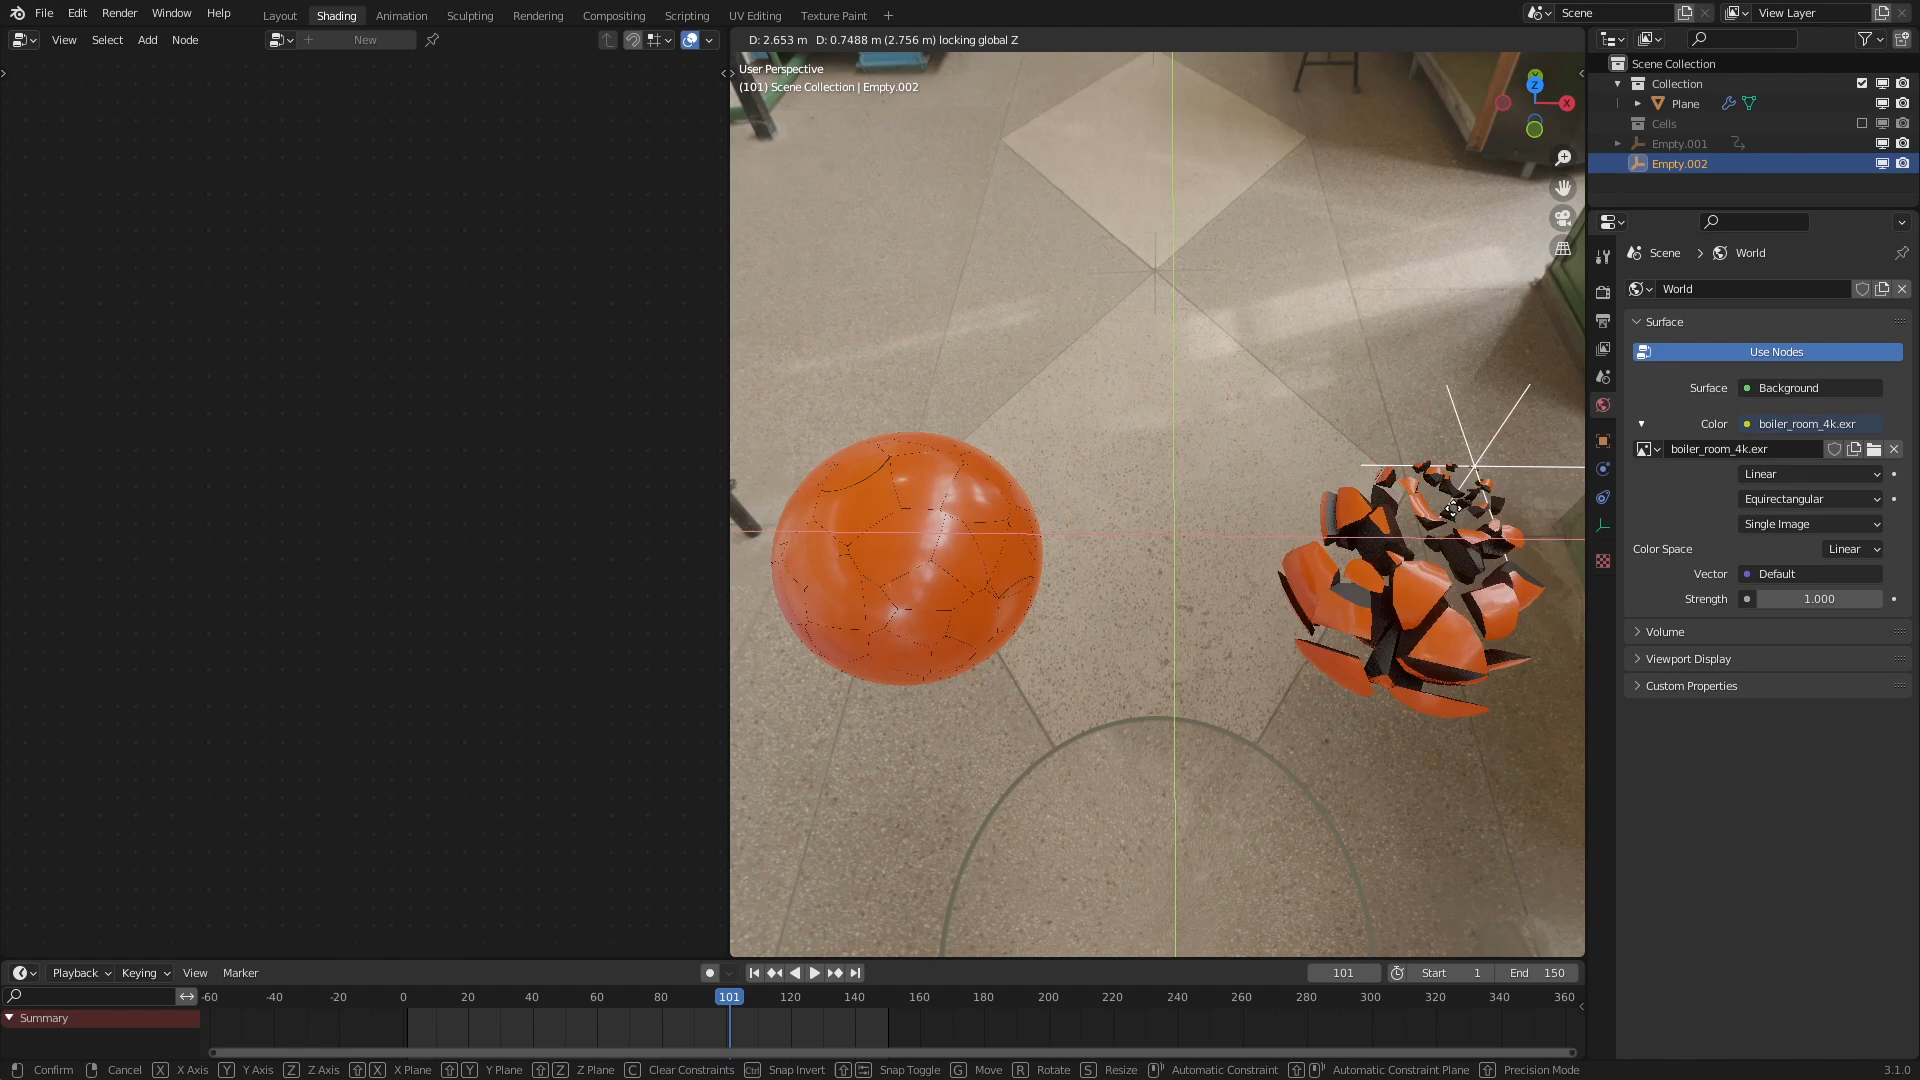 File Edit Render Window Help Layout Shading Animation Sculpting Rendering Compositing Scripting UV Editing Texture Paint + Scene View Layer
View Select Add Node + New D: 2.653 m D: 0.7488 m (2.756 m) locking global Z
User Perspective
(101) Scene Collection | Empty.002
Z X
Scene Collection
Collection
Plane
Cells
Empty.001
Empty.002
Scene World
World
Surface
Use Nodes
Surface Background
Color boiler_room_4k.exr
boiler_room_4k.exr
Linear
Equirectangular
Single Image
Color Space Linear
Vector Default
Strength 1.000
Volume
Viewport Display
Custom Properties
Playback Keying View Marker 101 Start 1 End 150
-60 -40 -20 0 20 40 60 80 101 120 140 160 180 200 220 240 260 280 300 320 340 360
Summary
Confirm Cancel X X Axis Y Y Axis Z Z Axis X X Plane Y Y Plane Z Z Plane C Clear Constraints Ctrl Snap Invert Snap Toggle G Move R Rotate S Resize Automatic Constraint Automatic Constraint Plane Precision Mode 3.1.0